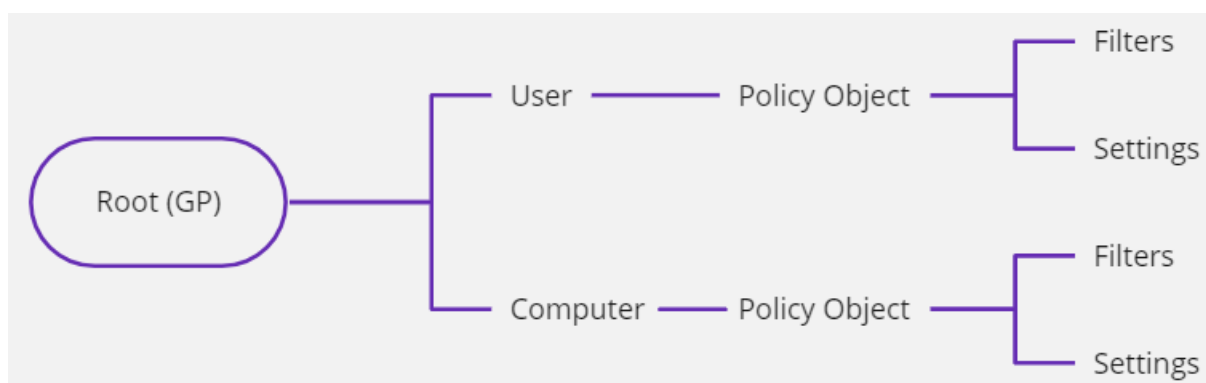 Root (GP)
User
Policy Object
Filters
Settings
Computer
Policy Object
Filters
Settings